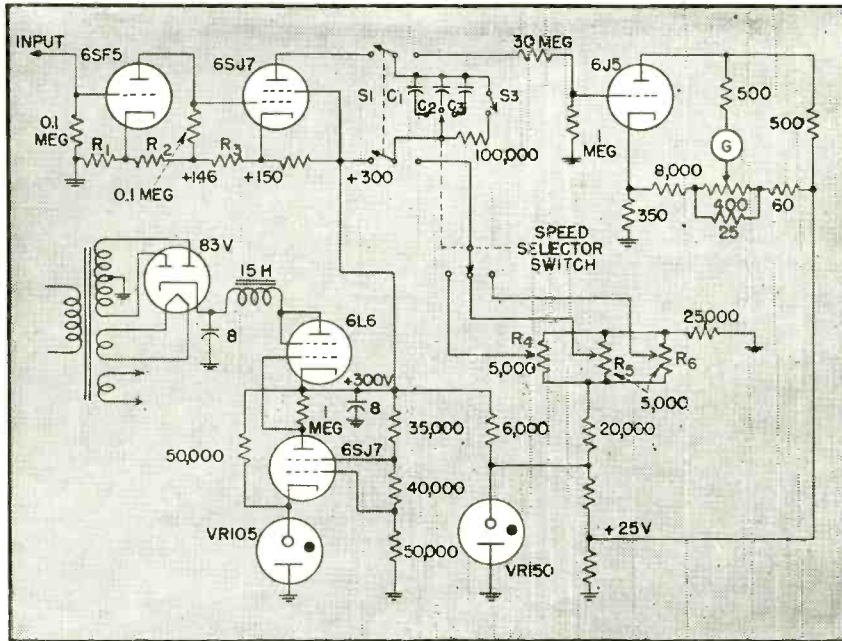 INPUT
6SF5
6SJ7
30 MEG
6J5
S1
C1
C2
C3
S3
500
500
0.1
MEG
R1
R2
R3
0.1 MEG
+146
+150
+300
100,000
1
MEG
G
8,000
400
60
25
350
SPEED
SELECTOR
SWITCH
83V
15 H
8
6L6
25,000
R4
5,000
R5
R6
5,000
+300V
1
MEG
8
35,000
6,000
20,000
50,000
6SJ7
40,000
+25V
VR105
50,000
VR150